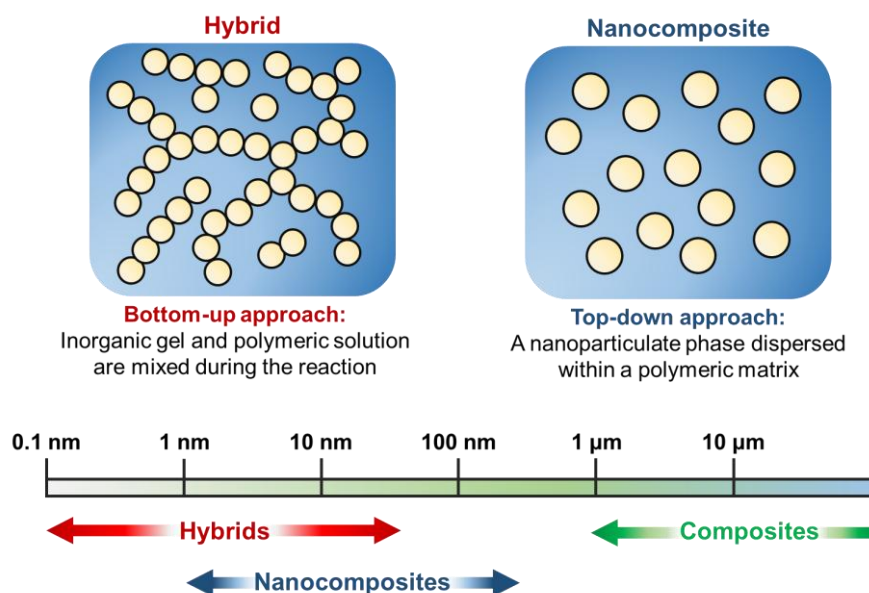 Hybrid
Nanocomposite
Bottom-up approach:
Inorganic gel and polymeric solution
are mixed during the reaction
Top-down approach:
A nanoparticulate phase dispersed
within a polymeric matrix
0.1 nm
1 nm
10 nm
100 nm
1 µm
10 µm
Hybrids
Composites
Nanocomposites